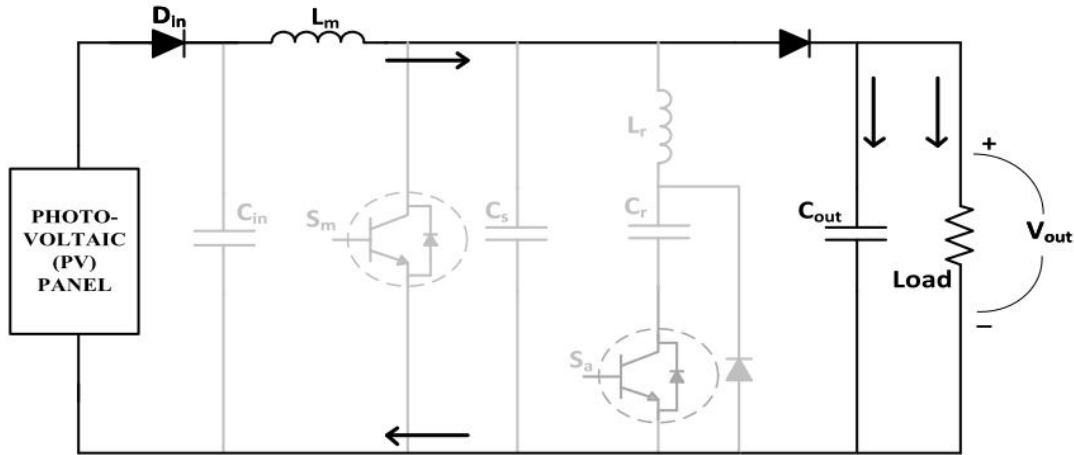 Din
Lm
Lr
PHOTO-
VOLTAIC
(PV)
PANEL
Cin
Sm
Cs
Cr
Cout
Load
+
Vout
−
Sa